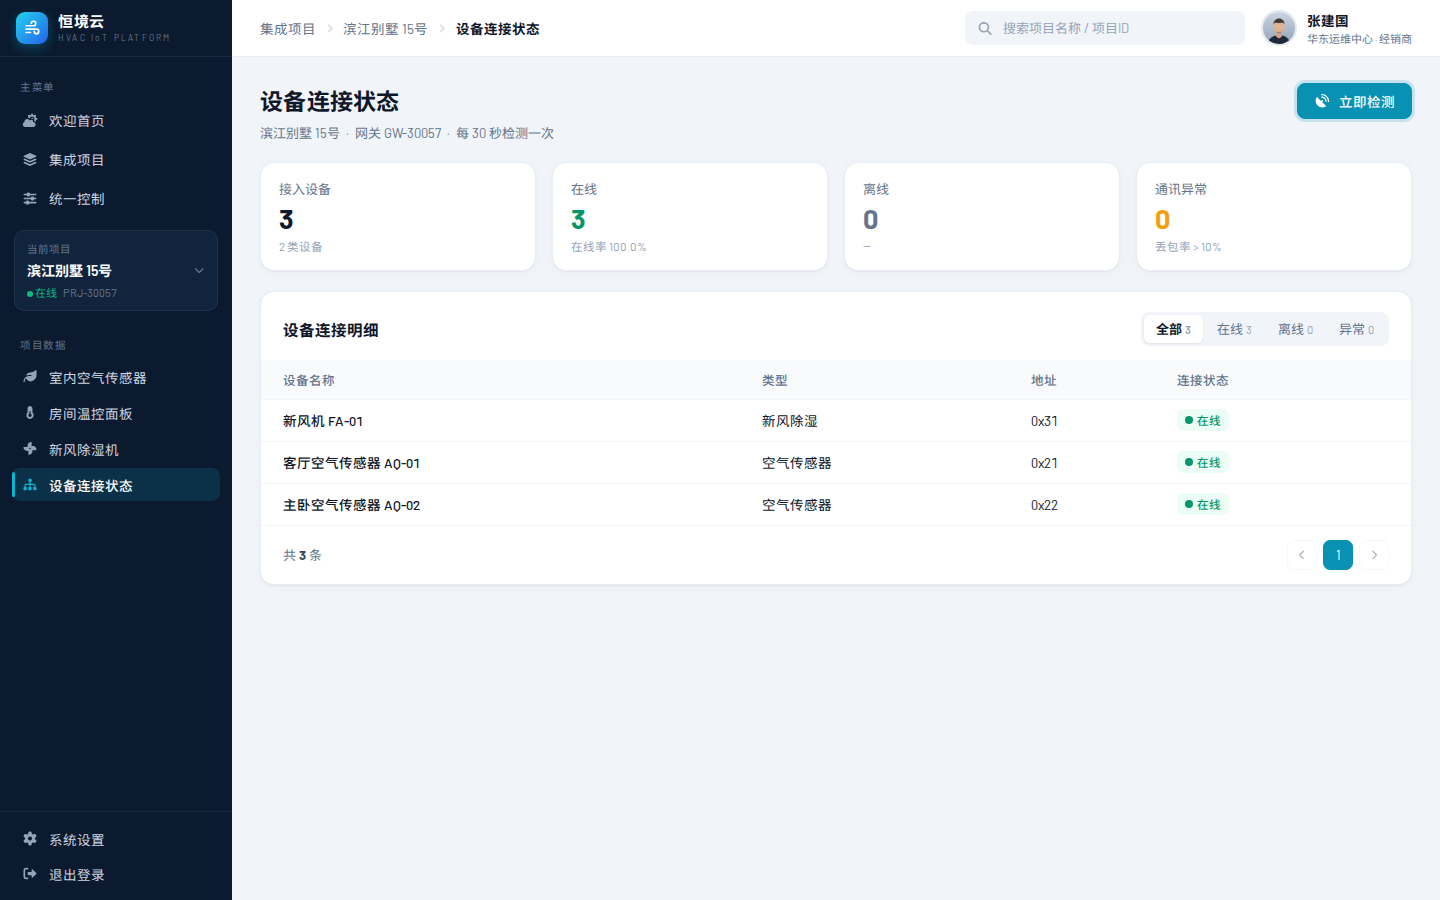 恒境云
HVAC IoT PLATFORM
主菜单
欢迎首页
集成项目
统一控制
当前项目
滨江别墅 15号
在线 PRJ-30057
项目数据
室内空气传感器
房间温控面板
新风除湿机
设备连接状态
系统设置
退出登录
集成项目 > 滨江别墅 15号 > 设备连接状态
搜索项目名称 / 项目ID
张建国
华东运维中心 · 经销商
设备连接状态
滨江别墅 15号 · 网关 GW-30057 · 每 30 秒检测一次
立即检测
接入设备
3
2 类设备
在线
3
在线率 100.0%
离线
0
—
通讯异常
0
丢包率 > 10%
设备连接明细
全部 3 在线 3 离线 0 异常 0
设备名称 类型 地址 连接状态
新风机 FA-01 新风除湿 0x31 在线
客厅空气传感器 AQ-01 空气传感器 0x21 在线
主卧空气传感器 AQ-02 空气传感器 0x22 在线
共 3 条
1